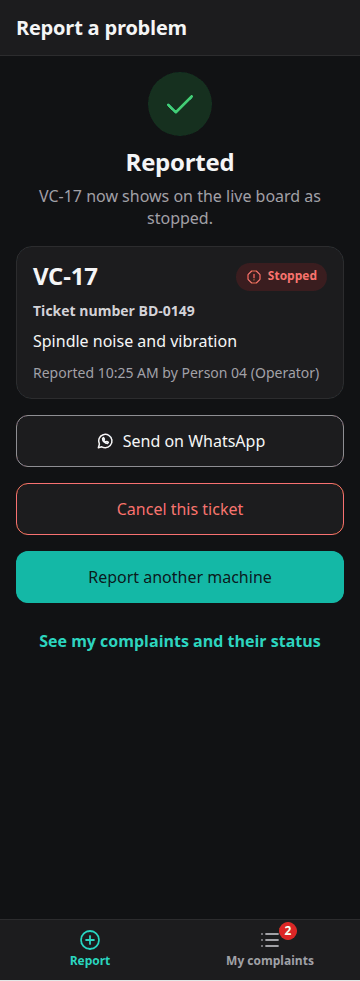 Report a problem
Reported
VC-17 now shows on the live board as
stopped.
VC-17
Stopped
Ticket number BD-0149
Spindle noise and vibration
Reported 10:25 AM by Person 04 (Operator)
Send on WhatsApp
Cancel this ticket
Report another machine
See my complaints and their status
2
Report
My complaints